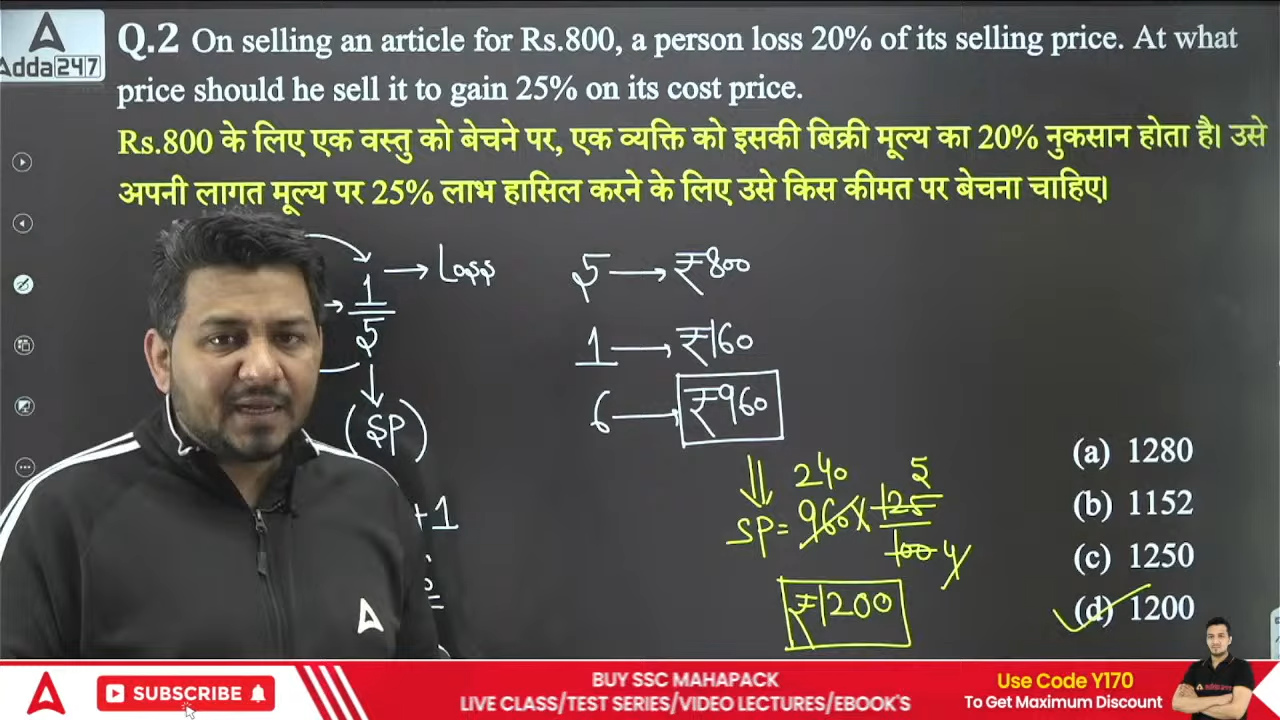 Adda247
Q.2 On selling an article for Rs.800, a person loss 20% of its selling price. At what
price should he sell it to gain 25% on its cost price.
Rs.800 के लिए एक वस्तु को बेचने पर, एक व्यक्ति को इसकी बिक्री मूल्य का 20% नुकसान होता है। उसे
अपनी लागत मूल्य पर 25% लाभ हासिल करने के लिए उसे किस कीमत पर बेचना चाहिए।
1 → Loss
5
(SP)
+1
5 → ₹800
1 → ₹160
6 → ₹960
240 5
SP = 960 × 125
100 4
₹1200
(a) 1280
(b) 1152
(c) 1250
(d) 1200
SUBSCRIBE
BUY SSC MAHAPACK
LIVE CLASS/TEST SERIES/VIDEO LECTURES/EBOOK'S
Use Code Y170
To Get Maximum Discount